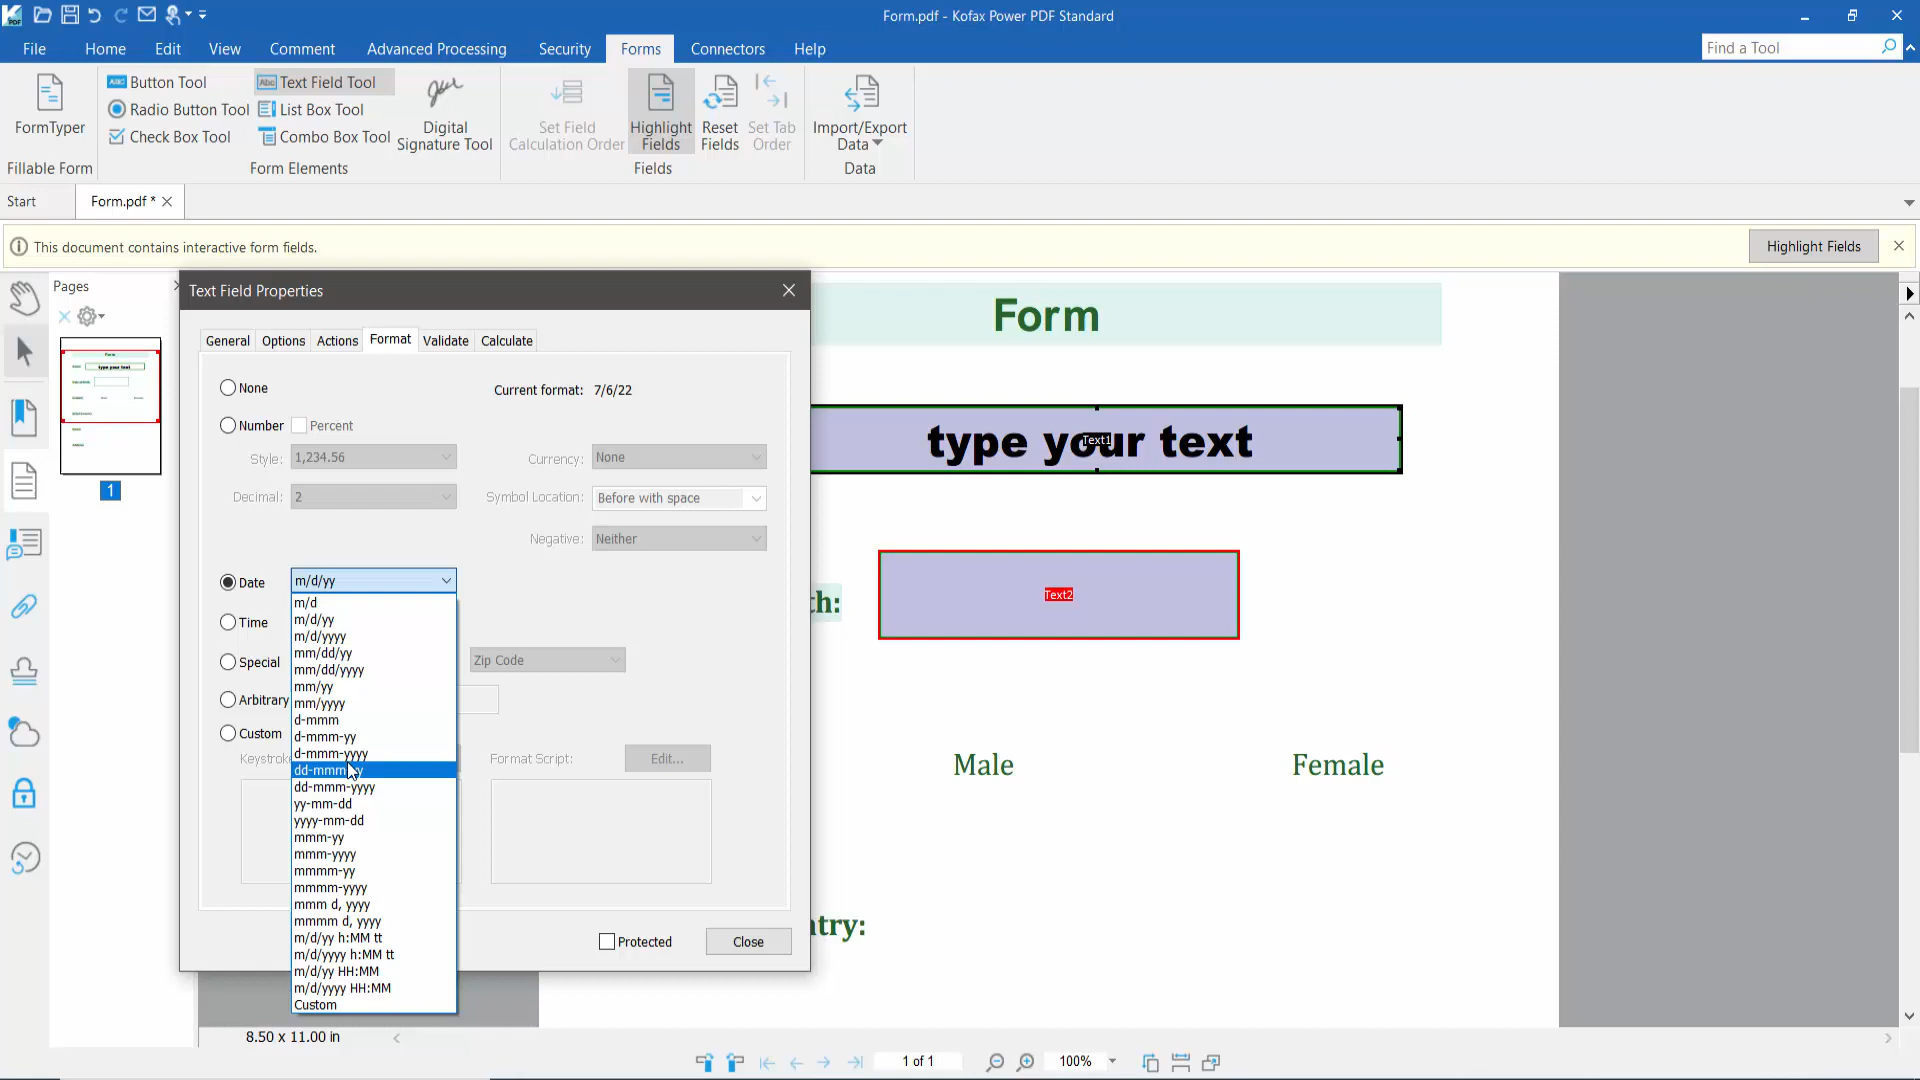 Form.pdf - Kofax Power PDF Standard
File Home Edit View Comment Advanced Processing Security Forms Connectors Help
Find a Tool
FormTyper
Button Tool
Text Field Tool
Radio Button Tool
List Box Tool
Check Box Tool
Combo Box Tool
Digital
Signature Tool
Set Field
Calculation Order
Highlight
Fields
Reset
Fields
Set Tab
Order
Import/Export
Data
Fillable Form
Form Elements
Fields
Data
Start
Form.pdf *
This document contains interactive form fields.
Highlight Fields
Pages
1
Text Field Properties
General Options Actions Format Validate Calculate
None
Current format: 7/6/22
Number
Percent
Style: 1,234.56
Currency: None
Decimal: 2
Symbol Location: Before with space
Negative: Neither
Date
m/d/yy
m/d
m/d/yy
m/d/yyyy
mm/dd/yy
mm/dd/yyyy
mm/yy
mm/yyyy
d-mmm
d-mmm-yy
d-mmm-yyyy
dd-mmm
dd-mmm-yyyy
yy-mm-dd
yyyy-mm-dd
mmm-yy
mmm-yyyy
mmmm-yy
mmmm-yyyy
mmm d, yyyy
mmmm d, yyyy
m/d/yy h:MM tt
m/d/yyyy h:MM tt
m/d/yy HH:MM
m/d/yyyy HH:MM
Custom
Time
Special
Zip Code
Arbitrary
Custom
Format Script:
Edit...
Protected
Close
Form
type your text
Text1
th:
Text2
Male
Female
ntry:
8.50 x 11.00 in
1 of 1
100%